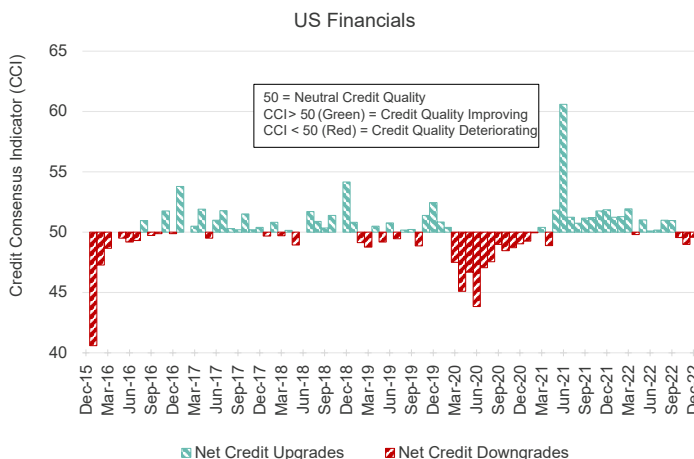 US Financials
Credit Consensus Indicator (CCI)
65
60
55
50
45
40
50 = Neutral Credit Quality
CCI> 50 (Green) = Credit Quality Improving
CCI < 50 (Red) = Credit Quality Deteriorating
Dec-15
Mar-16
Jun-16
Sep-16
Dec-16
Mar-17
Jun-17
Sep-17
Dec-17
Mar-18
Jun-18
Sep-18
Dec-18
Mar-19
Jun-19
Sep-19
Dec-19
Mar-20
Jun-20
Sep-20
Dec-20
Mar-21
Jun-21
Sep-21
Dec-21
Mar-22
Jun-22
Sep-22
Dec-22
Net Credit Upgrades
Net Credit Downgrades